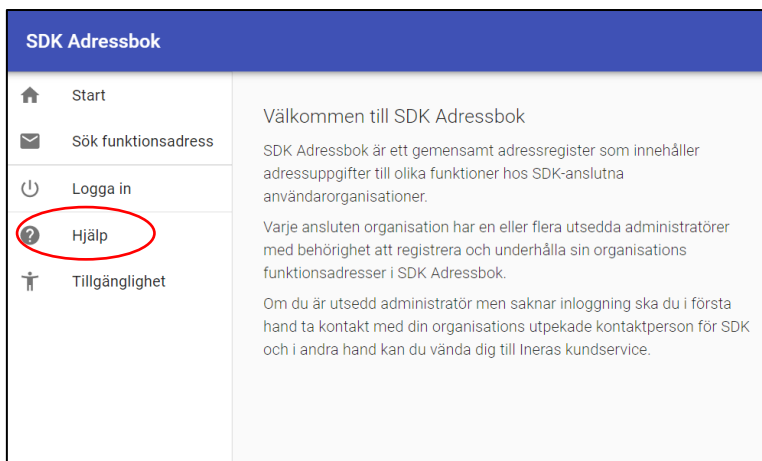 SDK Adressbok
Start
Sök funktionsadress
Logga in
Hjälp
Tillgänglighet
Välkommen till SDK Adressbok
SDK Adressbok är ett gemensamt adressregister som innehåller
adressuppgifter till olika funktioner hos SDK-anslutna
användarorganisationer.
Varje ansluten organisation har en eller flera utsedda administratörer
med behörighet att registrera och underhålla sin organisations
funktionsadresser i SDK Adressbok.
Om du är utsedd administratör men saknar inloggning ska du i första
hand ta kontakt med din organisations utpekade kontaktperson för SDK
och i andra hand kan du vända dig till Ineras kundservice.